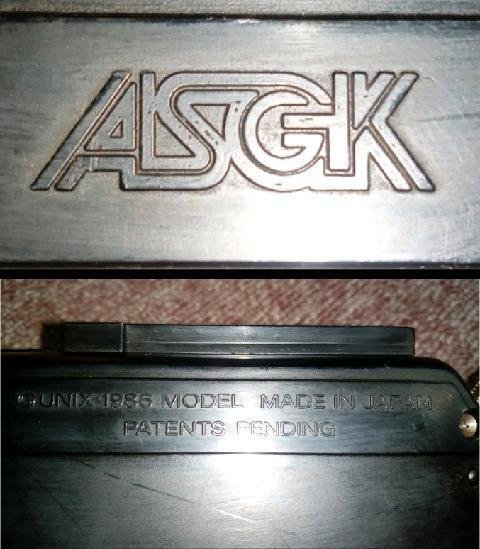 ASGK
©UNIX 1986 MODEL MADE IN JAPAN
PATENTS PENDING